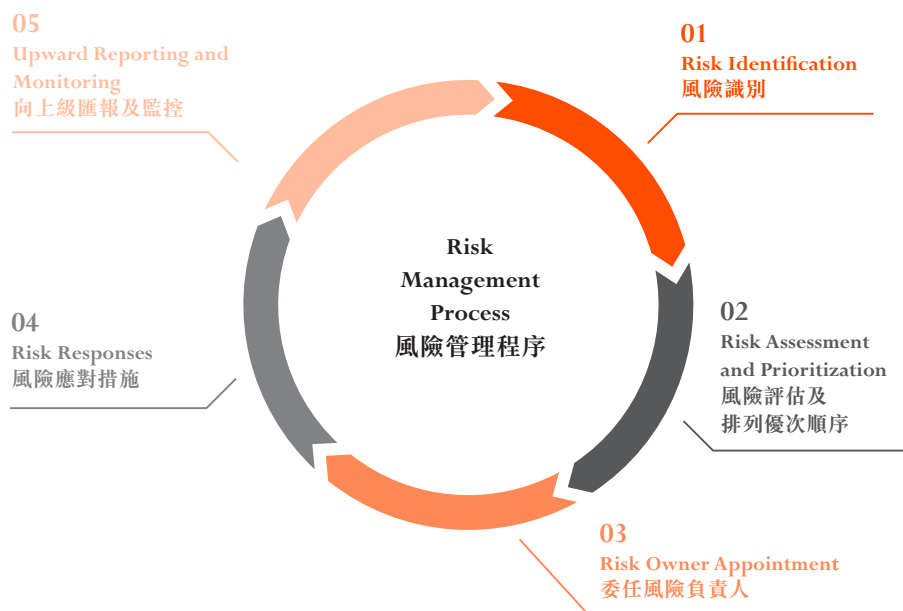 05
Upward Reporting and
Monitoring
向上級匯報及監控
01
Risk Identification
風險識別
Risk
Management
Process
風險管理程序
02
Risk Assessment
and Prioritization
風險評估及
排列優次順序
04
Risk Responses
風險應對措施
03
Risk Owner Appointment
委任風險負責人